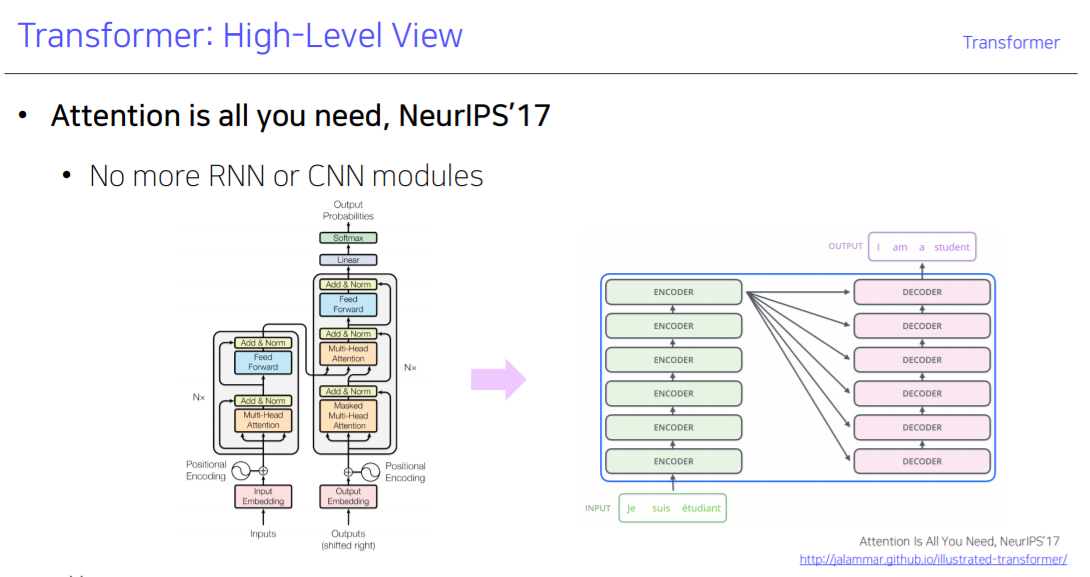 Transformer: High-Level View
Transformer
• Attention is all you need, NeurIPS'17
• No more RNN or CNN modules
Output
Probabilities
Softmax
Linear
Add & Norm
Feed
Forward
Add & Norm
Multi-Head
Attention
Add & Norm
Masked
Multi-Head
Attention
Nx
Positional
Encoding
Output
Embedding
Outputs
(shifted right)
Add & Norm
Feed
Forward
Add & Norm
Multi-Head
Attention
Nx
Positional
Encoding
Input
Embedding
Inputs
OUTPUT I am a student
ENCODER
ENCODER
ENCODER
ENCODER
ENCODER
ENCODER
DECODER
DECODER
DECODER
DECODER
DECODER
DECODER
INPUT Je suis étudiant
Attention Is All You Need, NeurIPS'17
http://jalammar.github.io/illustrated-transformer/